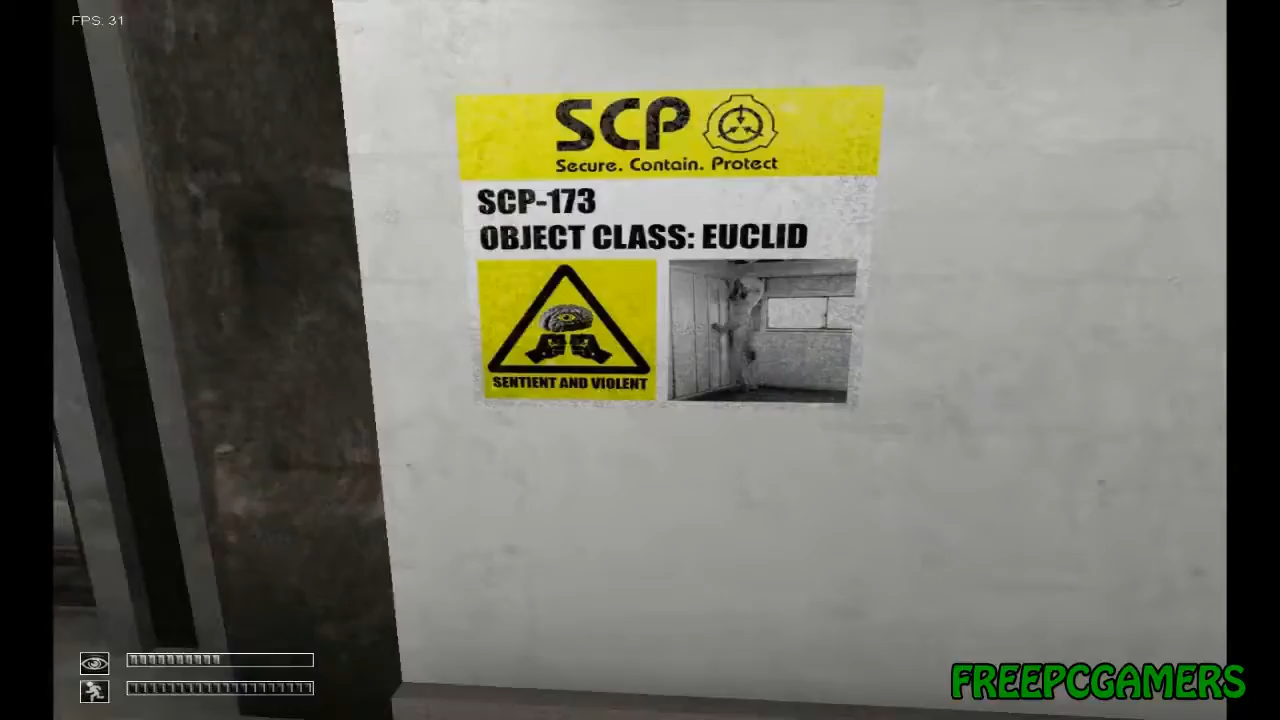 FPS: 31
SCP
Secure. Contain. Protect
SCP-173
OBJECT CLASS: EUCLID
SENTIENT AND VIOLENT
FREEPCGAMERS